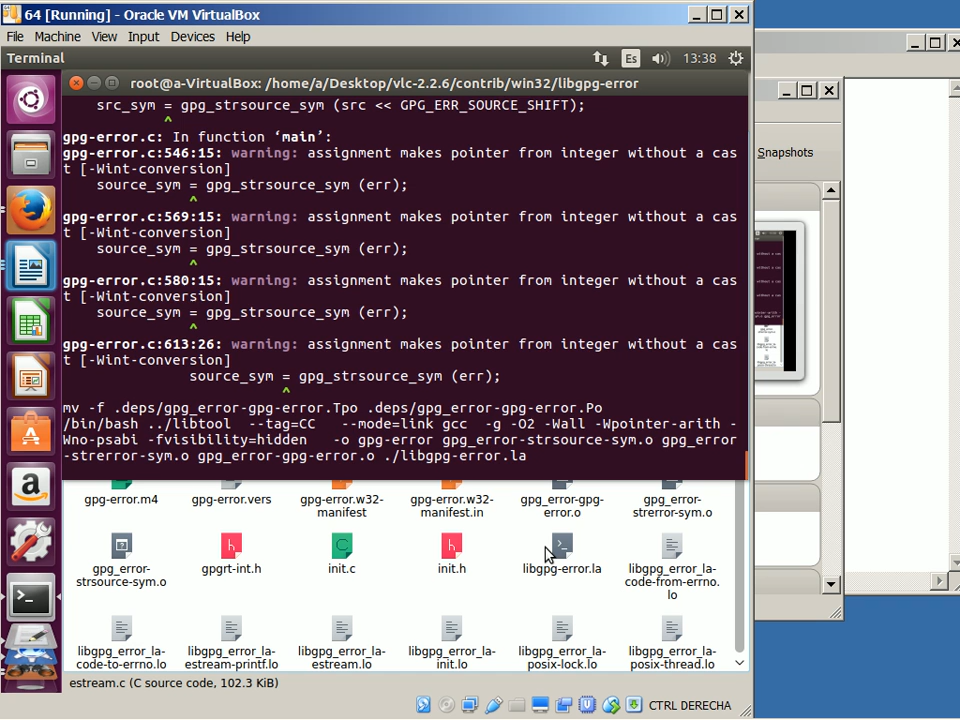 64 [Running] - Oracle VM VirtualBox
File Machine View Input Devices Help
Terminal Es 13:38
root@a-VirtualBox: /home/a/Desktop/vlc-2.2.6/contrib/win32/libgpg-error
src_sym = gpg_strsource_sym (src << GPG_ERR_SOURCE_SHIFT);
^
gpg-error.c: In function ‘main’:
gpg-error.c:546:15: warning: assignment makes pointer from integer without a cas
t [-Wint-conversion]
source_sym = gpg_strsource_sym (err);
^
gpg-error.c:569:15: warning: assignment makes pointer from integer without a cas
t [-Wint-conversion]
source_sym = gpg_strsource_sym (err);
^
gpg-error.c:580:15: warning: assignment makes pointer from integer without a cas
t [-Wint-conversion]
source_sym = gpg_strsource_sym (err);
^
gpg-error.c:613:26: warning: assignment makes pointer from integer without a cas
t [-Wint-conversion]
source_sym = gpg_strsource_sym (err);
^
mv -f .deps/gpg_error-gpg-error.Tpo .deps/gpg_error-gpg-error.Po
/bin/bash ../libtool --tag=CC --mode=link gcc -g -O2 -Wall -Wpointer-arith -
Wno-psabi -fvisibility=hidden -o gpg-error gpg_error-strsource-sym.o gpg_error
-strerror-sym.o gpg_error-gpg-error.o ./libgpg-error.la
gpg-error.m4
gpg-error.vers
gpg-error.w32-
manifest
gpg-error.w32-
manifest.in
gpg_error-gpg-
error.o
gpg_error-
strerror-sym.o
gpg_error-
strsource-sym.o
gpgrt-int.h
init.c
init.h
libgpg-error.la
libgpg_error_la-
code-from-errno.
lo
libgpg_error_la-
code-to-errno.lo
libgpg_error_la-
estream-printf.lo
libgpg_error_la-
estream.lo
libgpg_error_la-
init.lo
libgpg_error_la-
posix-lock.lo
libgpg_error_la-
posix-thread.lo
estream.c (C source code, 102.3 KiB)
CTRL DERECHA
Snapshots